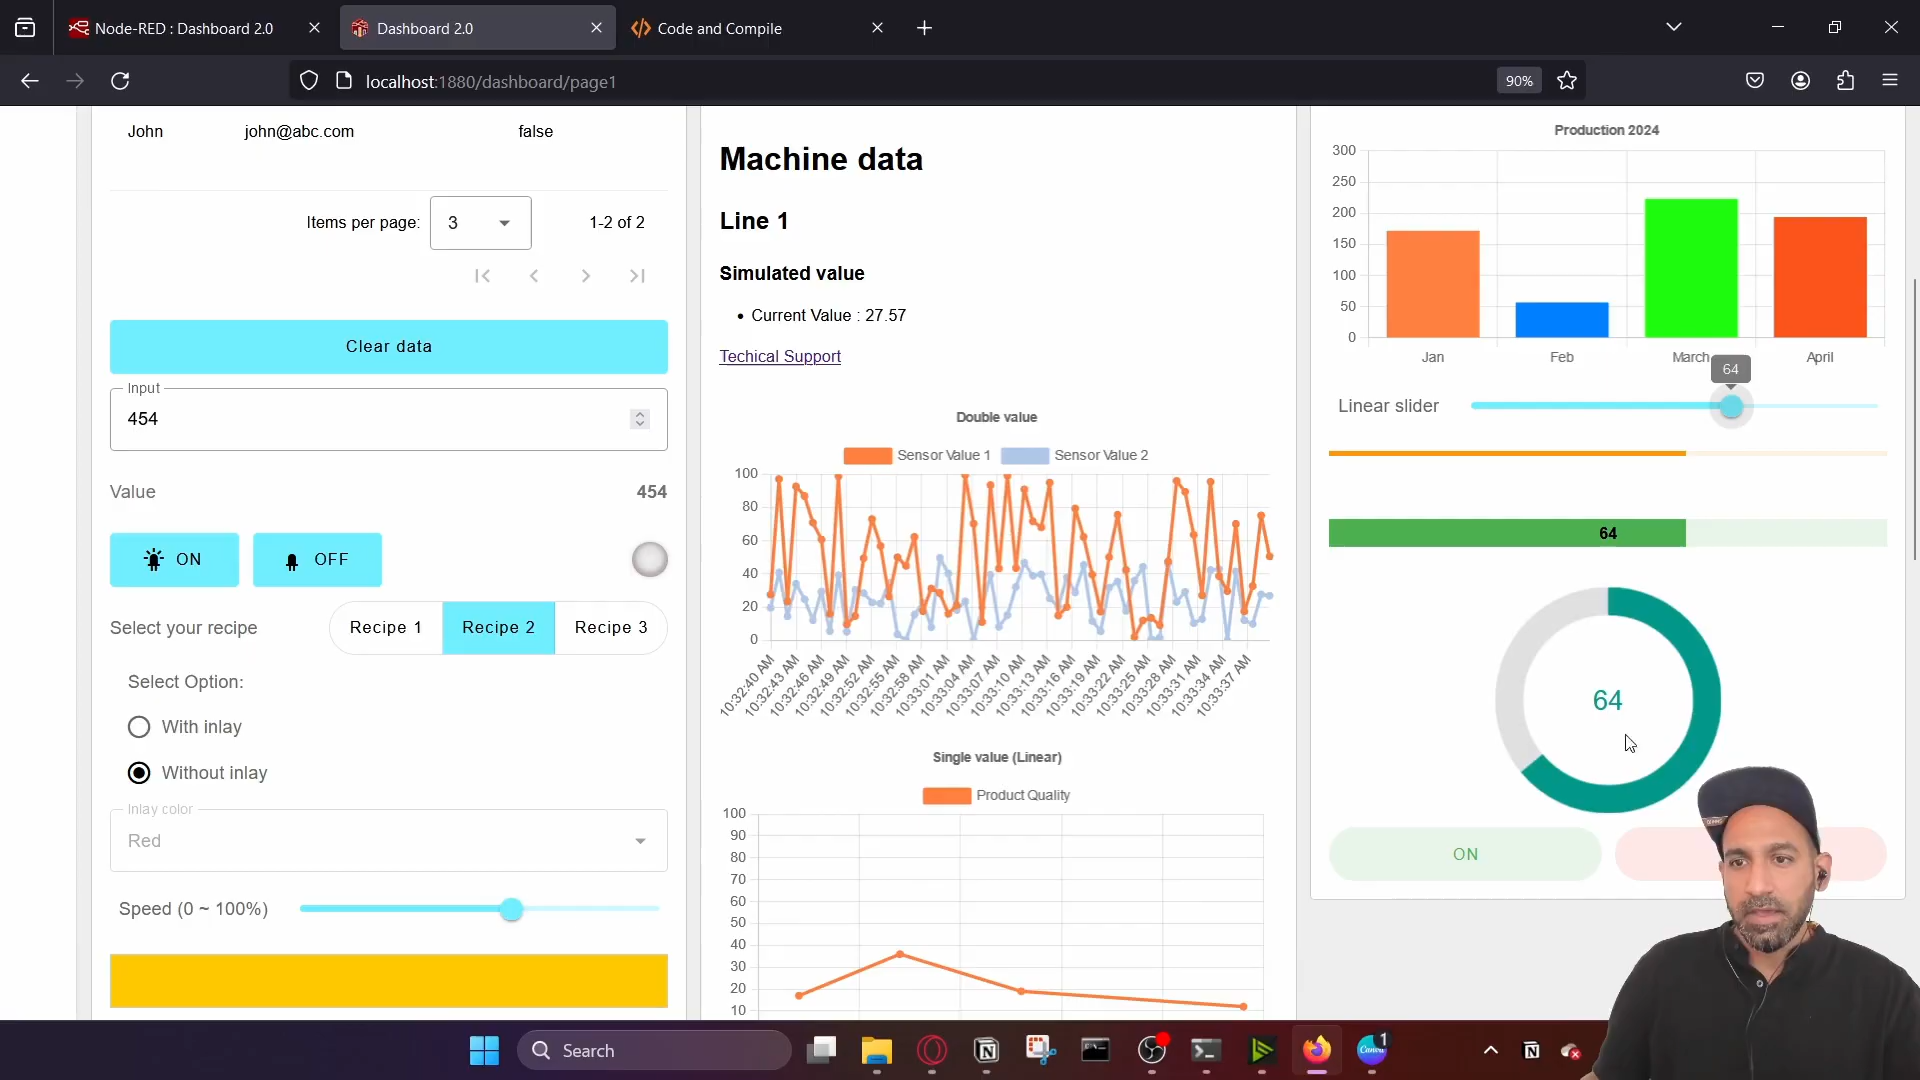 Node-RED : Dashboard 2.0
Dashboard 2.0
Code and Compile
localhost:1880/dashboard/page1
90%
John john@abc.com false
Items per page: 3 1-2 of 2
Clear data
Input
454
Value 454
ON OFF
Select your recipe Recipe 1 Recipe 2 Recipe 3
Select Option:
With inlay
Without inlay
Inlay color
Red
Speed (0 ~ 100%)
Machine data
Line 1
Simulated value
Current Value : 27.57
Techical Support
Double value
Sensor Value 1 Sensor Value 2
100
80
60
40
20
0
10:32:40 AM 10:32:43 AM 10:32:46 AM 10:32:49 AM 10:32:52 AM 10:32:55 AM 10:32:58 AM 10:33:01 AM 10:33:04 AM 10:33:07 AM 10:33:10 AM 10:33:13 AM 10:33:16 AM 10:33:19 AM 10:33:22 AM 10:33:25 AM 10:33:28 AM 10:33:31 AM 10:33:34 AM 10:33:37 AM
Single value (Linear)
Product Quality
100
90
80
70
60
50
40
30
20
10
Production 2024
300
250
200
150
100
50
0
Jan Feb March April
64
Linear slider
64
64
ON
Search
Canva
1